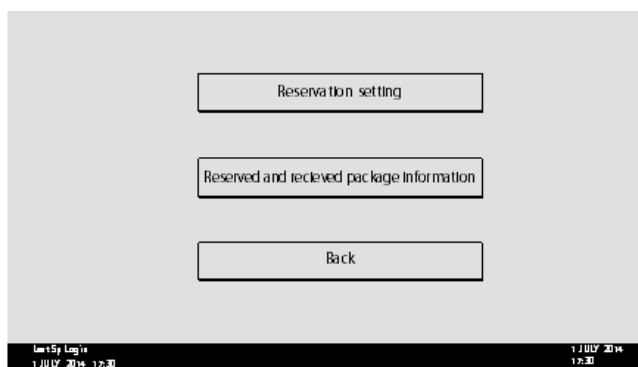 Reservation setting
Reserved and recieved package information
Back
Last Sp Login
1 JULY 2014 17:30
1 JULY 2014
17:30